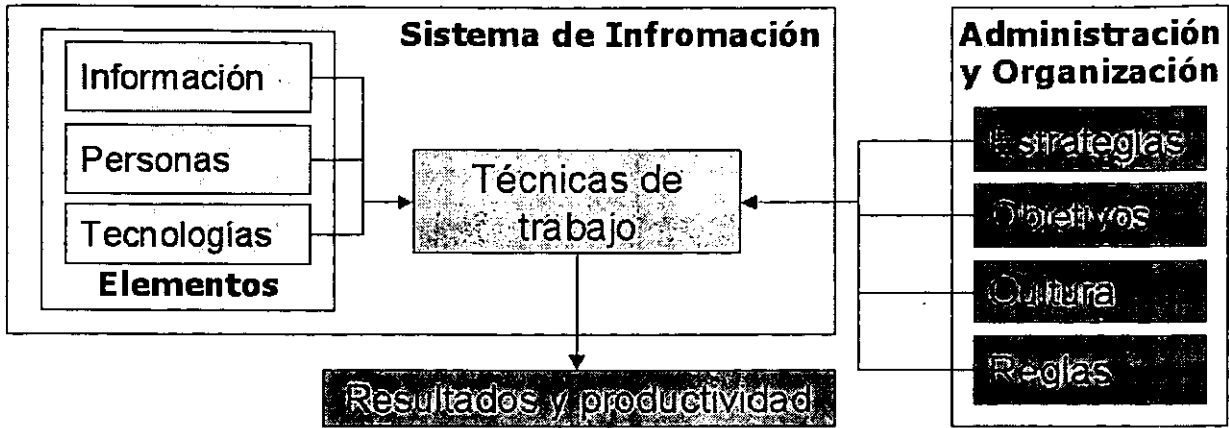 Sistema de Infromación
Información
Personas
Tecnologías
Elementos
Técnicas de
trabajo
Resultados y productividad
Administración
y Organización
Estrategias
Objetivos
Cultura
Reglas